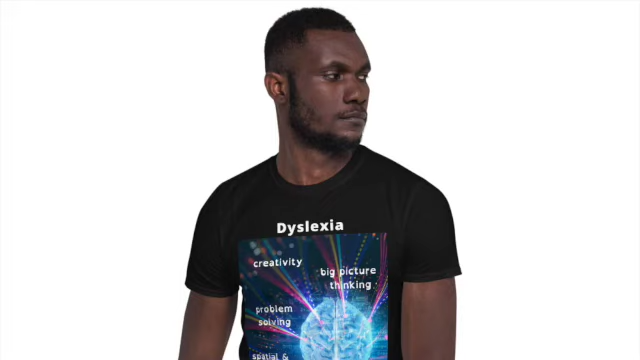 Dyslexia
creativity
big picture
thinking
problem
solving
spatial &